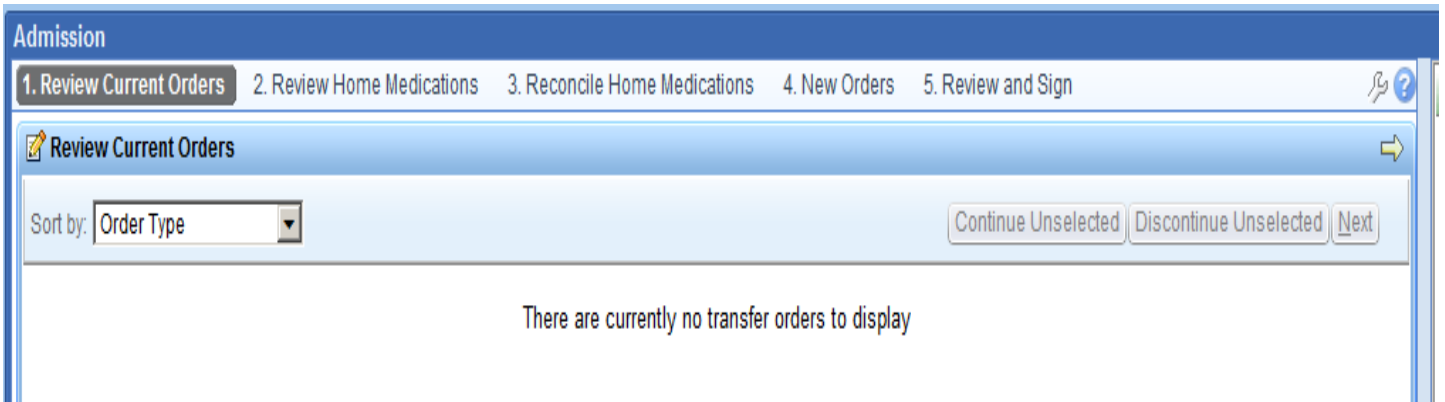 Admission
1. Review Current Orders 2. Review Home Medications 3. Reconcile Home Medications 4. New Orders 5. Review and Sign
?
Review Current Orders
Sort by: Order Type Continue Unselected Discontinue Unselected Next
There are currently no transfer orders to display